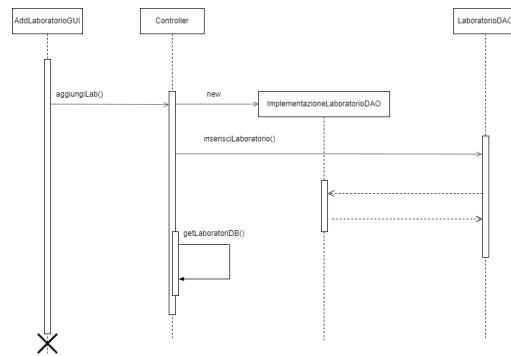 AddLaboratorioGUI
Controller
LaboratorioDAO
aggiungiLab()
new
ImplementazioneLaboratorioDAO
inserisciLaboratorio()
getLaboratoriDB()